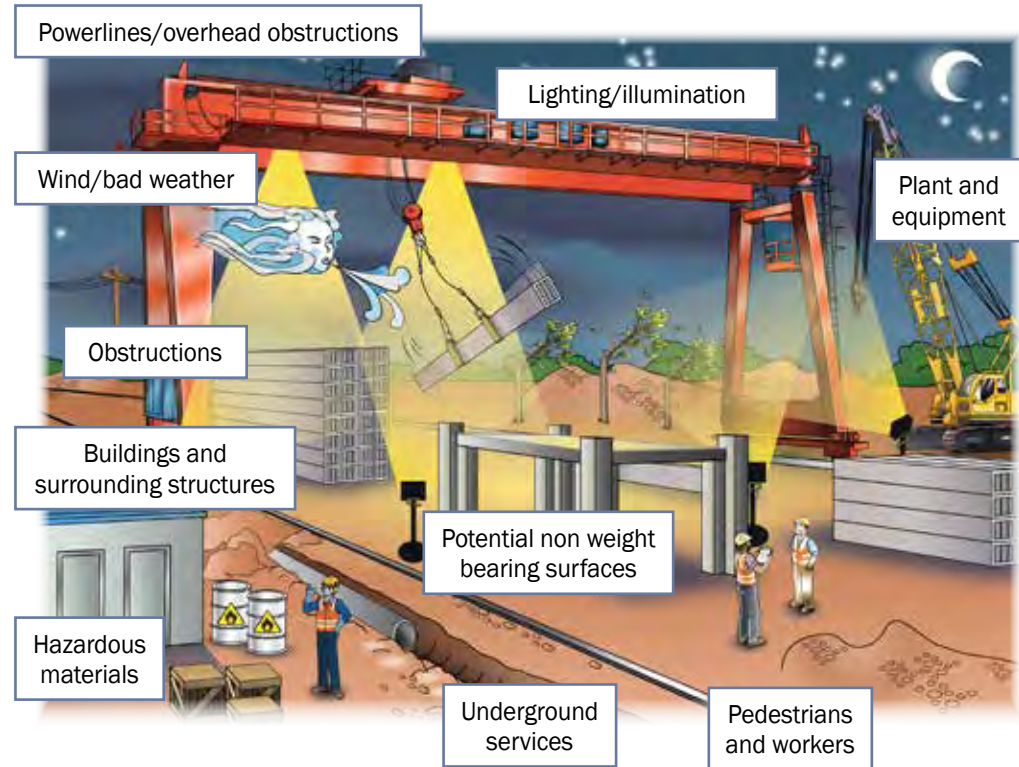 Powerlines/overhead obstructions
Lighting/illumination
Wind/bad weather
Plant and
equipment
Obstructions
Buildings and
surrounding structures
Potential non weight
bearing surfaces
Hazardous
materials
Underground
services
Pedestrians
and workers